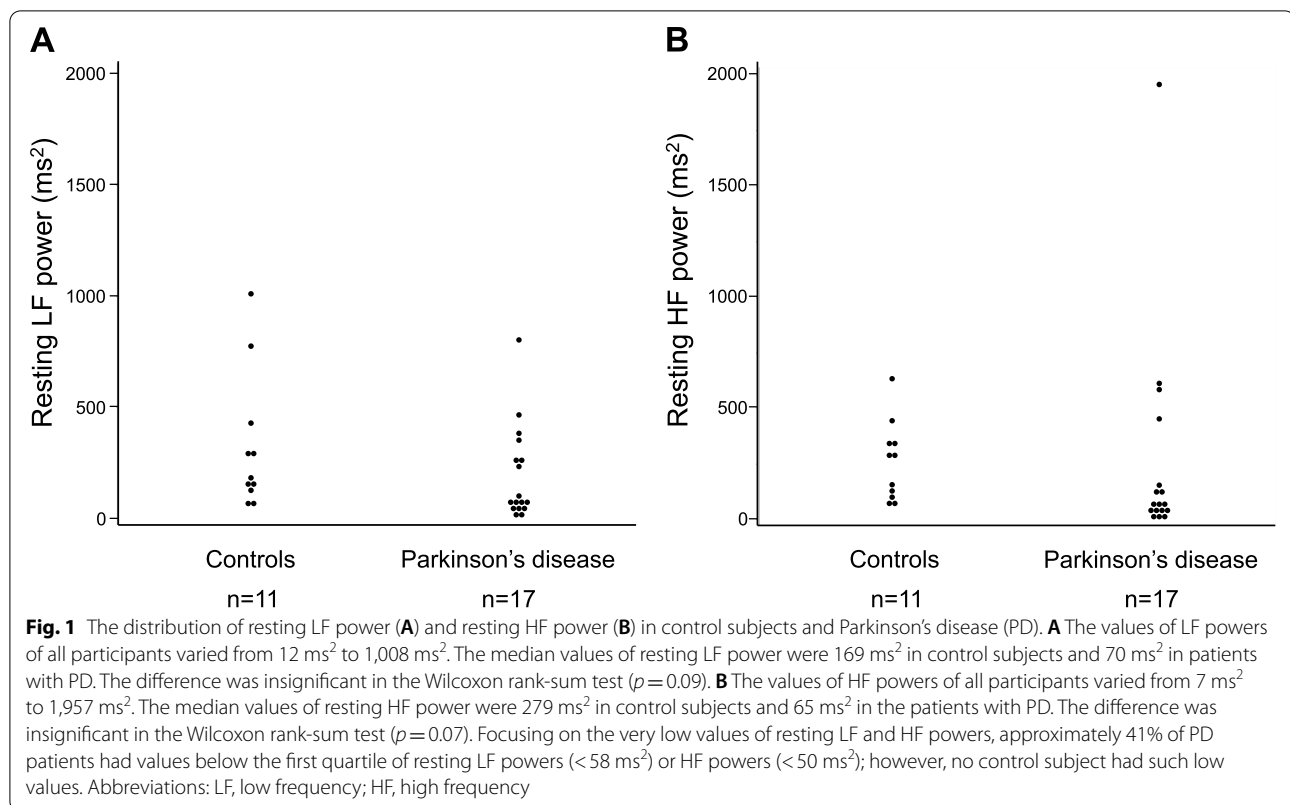 A
B
2000
1500
1000
500
0
Resting LF power (ms²)
Controls
Parkinson's disease
n=11
n=17
2000
1500
1000
500
0
Resting HF power (ms²)
Controls
Parkinson's disease
n=11
n=17
Fig. 1 The distribution of resting LF power (A) and resting HF power (B) in control subjects and Parkinson's disease (PD). A The values of LF powers
of all participants varied from 12 ms² to 1,008 ms². The median values of resting LF power were 169 ms² in control subjects and 70 ms² in patients
with PD. The difference was insignificant in the Wilcoxon rank-sum test (p = 0.09). B The values of HF powers of all participants varied from 7 ms²
to 1,957 ms². The median values of resting HF power were 279 ms² in control subjects and 65 ms² in the patients with PD. The difference was
insignificant in the Wilcoxon rank-sum test (p = 0.07). Focusing on the very low values of resting LF and HF powers, approximately 41% of PD
patients had values below the first quartile of resting LF powers (< 58 ms²) or HF powers (< 50 ms²); however, no control subject had such low
values. Abbreviations: LF, low frequency; HF, high frequency